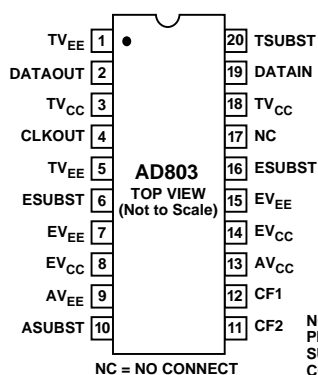 TVEE 1 20 TSUBST
DATAOUT 2 19 DATAIN
TVCC 3 18 TVCC
CLKOUT 4 17 NC
TVEE 5 16 ESUBST
ESUBST 6 15 EVEE
EVEE 7 14 EVCC
EVCC 8 13 AVCC
AVEE 9 12 CF1
ASUBST 10 11 CF2
AD803
TOP VIEW
(Not to Scale)
NC = NO CONNECT
N
P
S
C